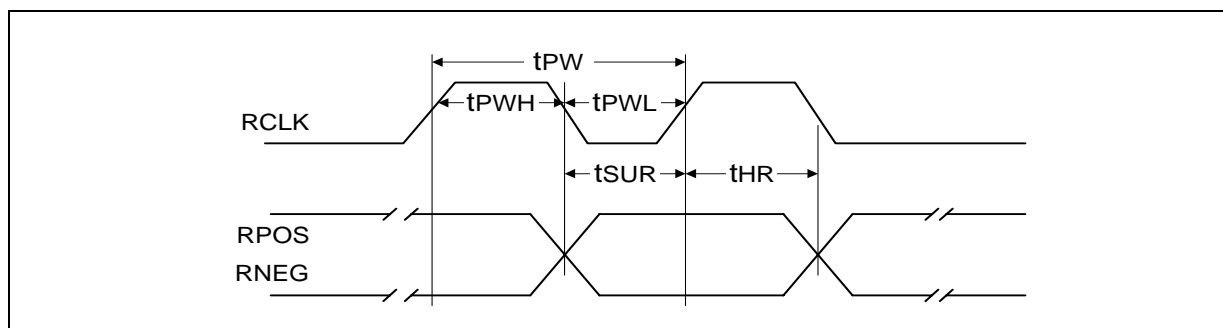 tPW
tPWH
tPWL
RCLK
tSUR
tHR
RPOS
RNEG